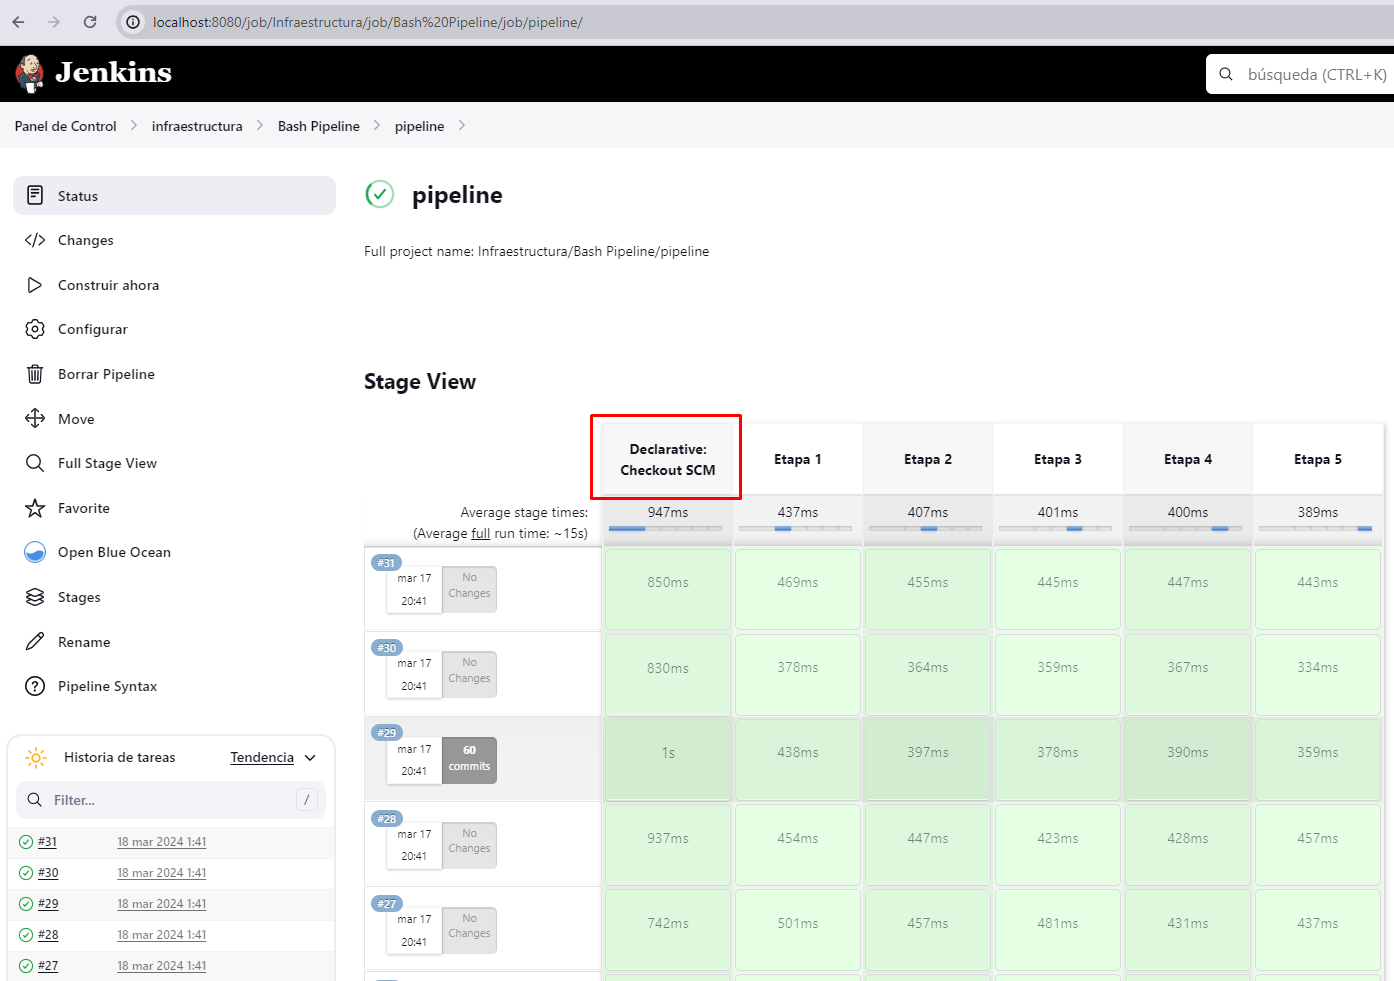 localhost:8080/job/Infraestructura/job/Bash%20Pipeline/job/pipeline/
Jenkins
búsqueda (CTRL+K)
Panel de Control
infraestructura
Bash Pipeline
pipeline
Status
Changes
Construir ahora
Configurar
Borrar Pipeline
Move
Full Stage View
Favorite
Open Blue Ocean
Stages
Rename
Pipeline Syntax
Historia de tareas
Tendencia
Filter...
/
#31 18 mar 2024 1:41
#30 18 mar 2024 1:41
#29 18 mar 2024 1:41
#28 18 mar 2024 1:41
#27 18 mar 2024 1:41
pipeline
Full project name: Infraestructura/Bash Pipeline/pipeline
Stage View
Declarative:
Checkout SCM
Etapa 1
Etapa 2
Etapa 3
Etapa 4
Etapa 5
Average stage times:
(Average full run time: ~15s)
947ms 437ms 407ms 401ms 400ms 389ms
#31
mar 17
20:41
No
Changes
850ms 469ms 455ms 445ms 447ms 443ms
#30
mar 17
20:41
No
Changes
830ms 378ms 364ms 359ms 367ms 334ms
#29
mar 17
20:41
60
commits
1s 438ms 397ms 378ms 390ms 359ms
#28
mar 17
20:41
No
Changes
937ms 454ms 447ms 423ms 428ms 457ms
#27
mar 17
20:41
No
Changes
742ms 501ms 457ms 481ms 431ms 437ms